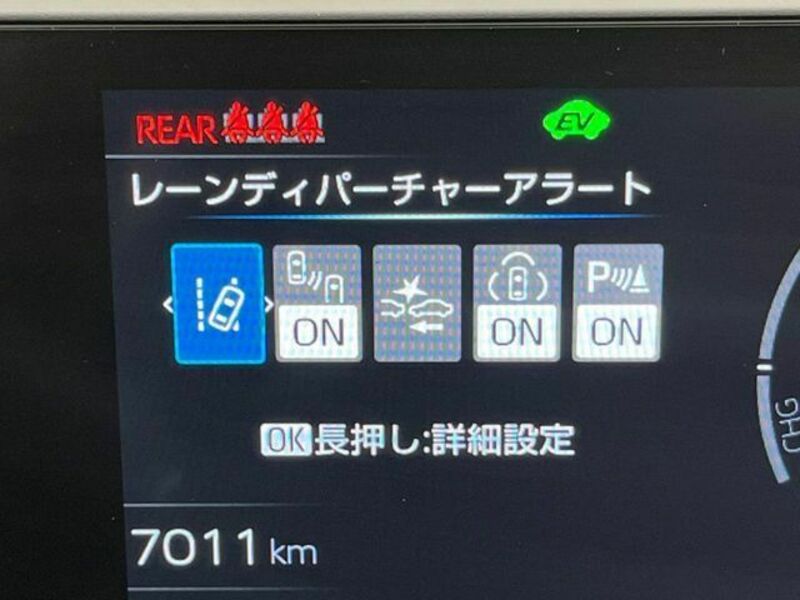 REAR EV
レーンディパーチャーアラート
P
ON ON ON
OK長押し:詳細設定
CHG
7011km